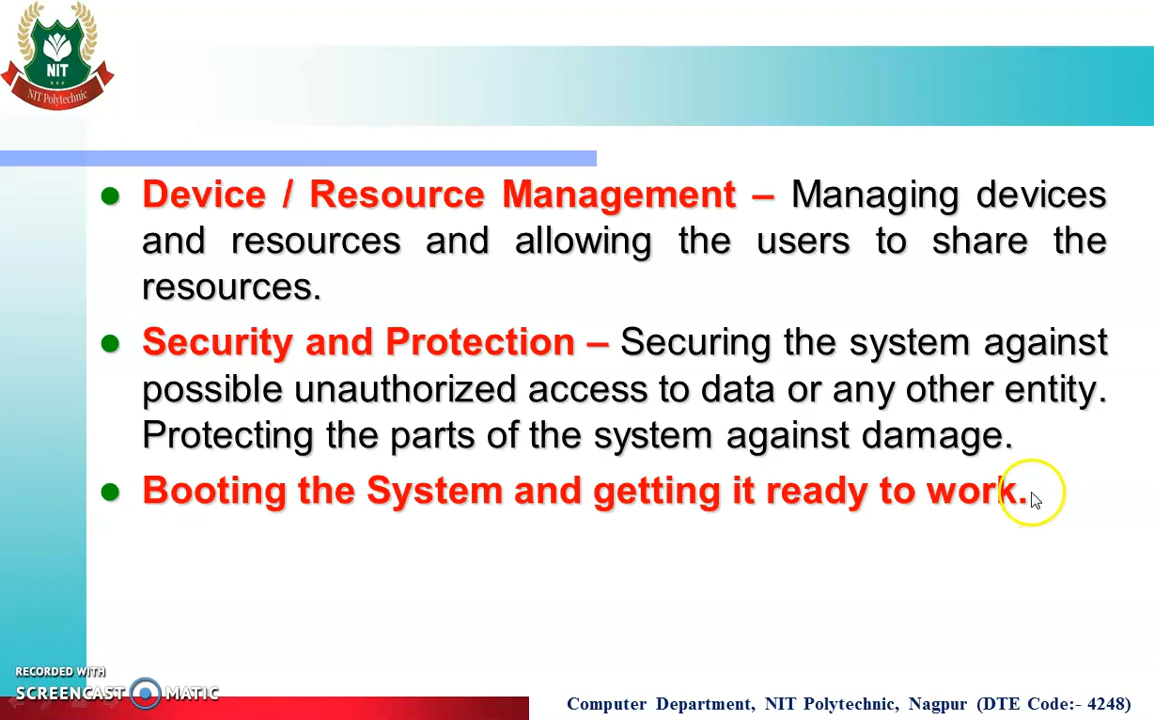 NIT
NIT Polytechnic
Device / Resource Management – Managing devices
and resources and allowing the users to share the
resources.
Security and Protection – Securing the system against
possible unauthorized access to data or any other entity.
Protecting the parts of the system against damage.
Booting the System and getting it ready to work.
RECORDED WITH
SCREENCAST MATIC
Computer Department, NIT Polytechnic, Nagpur (DTE Code:- 4248)